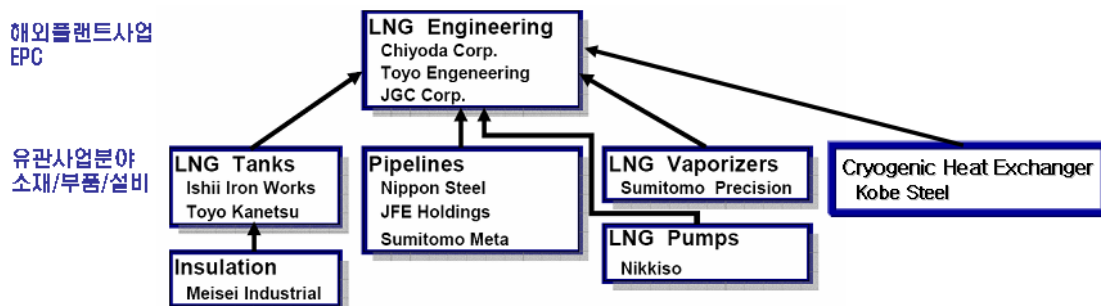 해외플랜트사업
EPC
LNG Engineering
Chiyoda Corp.
Toyo Engeneering
JGC Corp.
유관사업분야
소재/부품/설비
LNG Tanks
Ishii Iron Works
Toyo Kanetsu
Insulation
Meisei Industrial
Pipelines
Nippon Steel
JFE Holdings
Sumitomo Meta
LNG Vaporizers
Sumitomo Precision
LNG Pumps
Nikkiso
Cryogenic Heat Exchanger
Kobe Steel